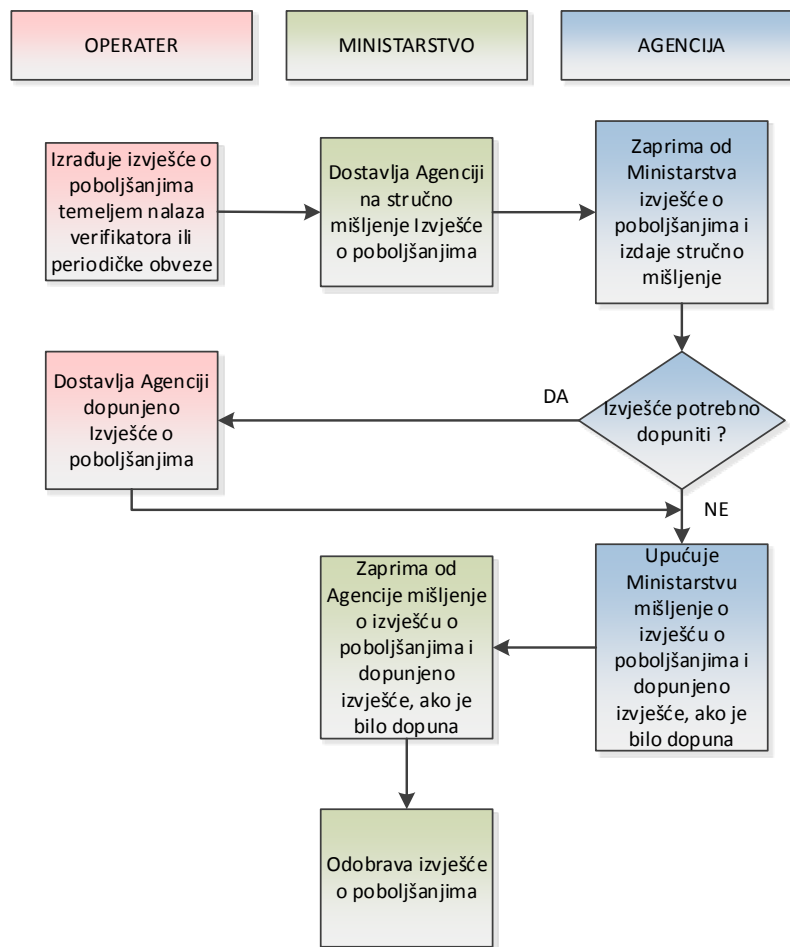 OPERATER
MINISTARSTVO
AGENCIJA
Izrađuje izvješće o
poboljšanjima
temeljem nalaza
verifikatora ili
periodičke obveze
Dostavlja Agenciji
na stručno
mišljenje Izvješće
o poboljšanjima
Zaprima od
Ministarstva
izvješće o
poboljšanjima i
izdaje stručno
mišljenje
Izvješće potrebno
dopuniti ?
DA
Dostavlja Agenciji
dopunjeno
Izvješće o
poboljšanjima
NE
Upućuje
Ministarstvu
mišljenje o
izvješću o
poboljšanjima i
dopunjeno
izvješće, ako je
bilo dopuna
Zaprima od
Agencije mišljenje
o izvješću o
poboljšanjima i
dopunjeno
izvješće, ako je
bilo dopuna
Odobrava izvješće
o poboljšanjima